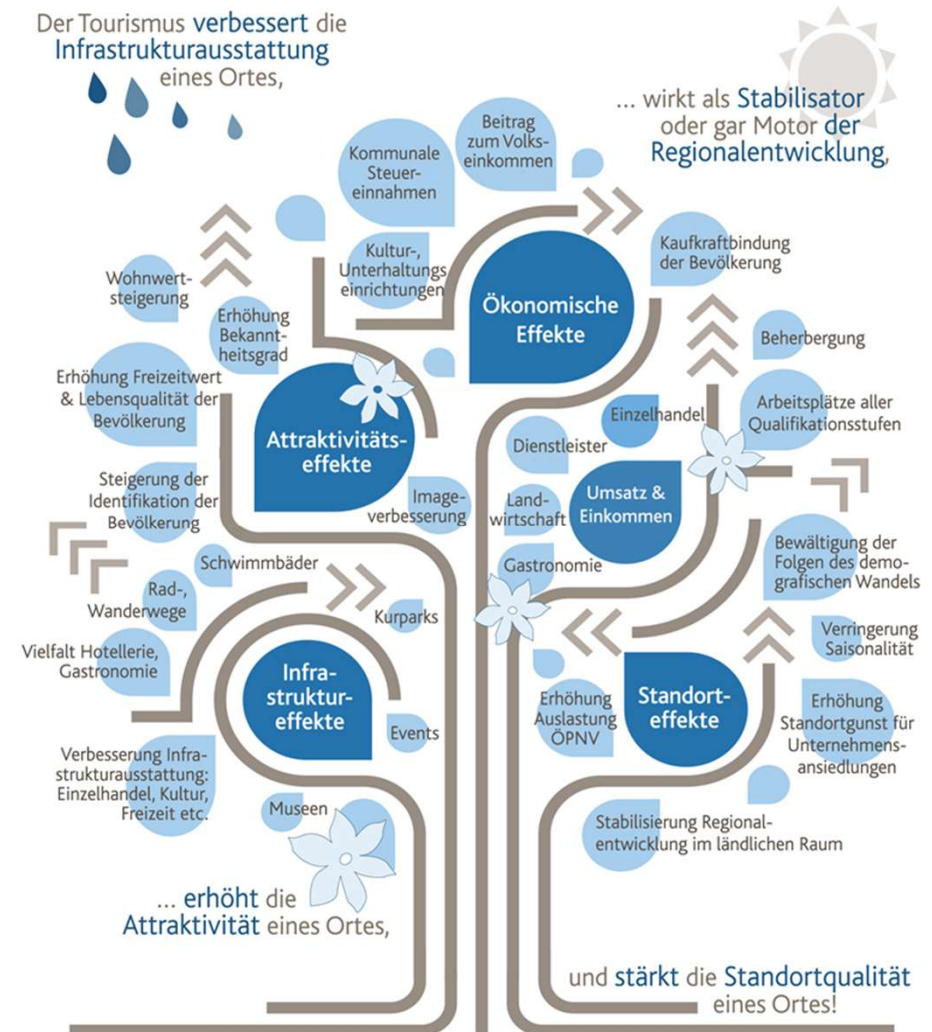 Der Tourismus verbessert die
Infrastrukturausstattung
eines Ortes,
... wirkt als Stabilisator
oder gar Motor der
Regionalentwicklung,
Beitrag
zum Volks-
einkommen
Kommunale
Steuer-
einnahmen
Kultur-,
Unterhaltungs
einrichtungen
Ökonomische
Effekte
Kaufkraftbindung
der Bevölkerung
Wohnwert-
steigerung
Erhöhung
Bekannt-
heitsgrad
Erhöhung Freizeitwert
& Lebensqualität der
Bevölkerung
Attraktivitäts-
effekte
Steigerung der
Identifikation der
Bevölkerung
Image-
verbesserung
Beherbergung
Einzelhandel
Arbeitsplätze aller
Qualifikationsstufen
Dienstleister
Land-
wirtschaft
Umsatz &
Einkommen
Gastronomie
Bewältigung der
Folgen des demo-
grafischen Wandels
Schwimmbäder
Rad-,
Wanderwege
Kurparks
Vielfalt Hotellerie,
Gastronomie
Infra-
struktur-
effekte
Events
Verbesserung Infra-
strukturausstattung:
Einzelhandel, Kultur,
Freizeit etc.
Museen
Verringerung
Saisonalität
Erhöhung
Auslastung
ÖPNV
Standort-
effekte
Erhöhung
Standortgunst für
Unternehmens-
ansiedlungen
Stabilisierung Regional-
entwicklung im ländlichen Raum
... erhöht die
Attraktivität eines Ortes,
und stärkt die Standortqualität
eines Ortes!